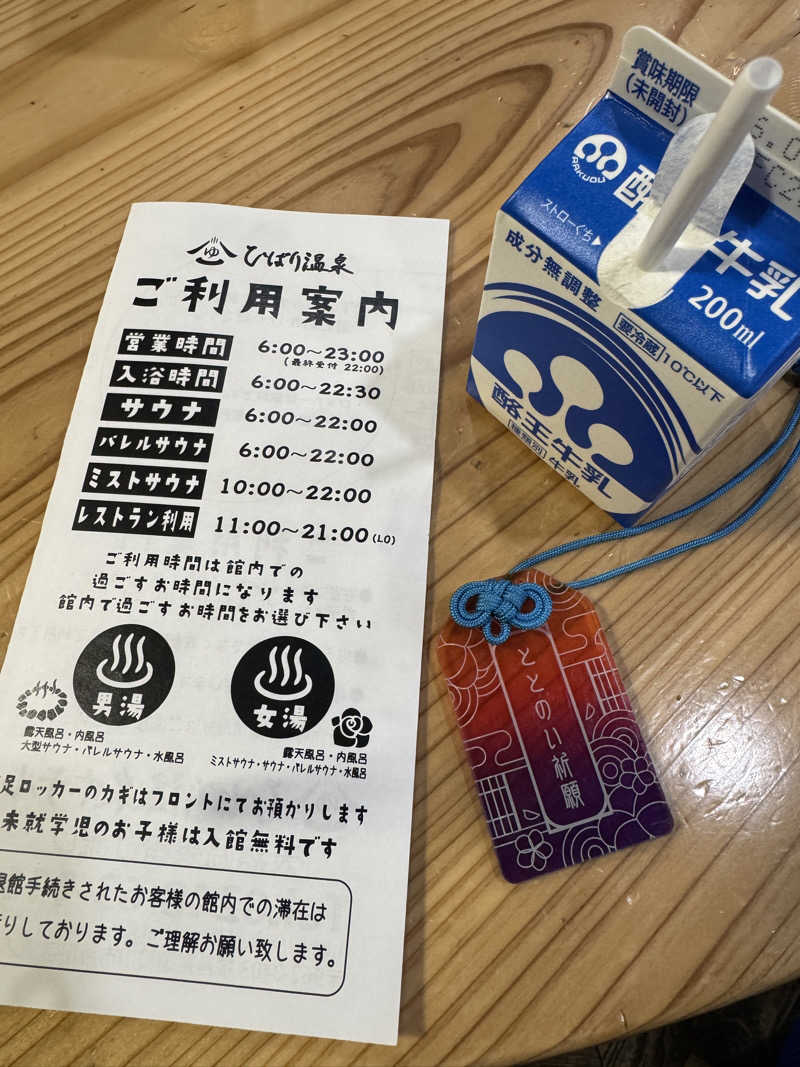 ゆ ひばり温泉
ご利用案内
営業時間 6:00〜23:00
(最終受付 22:00)
入浴時間 6:00〜22:30
サウナ 6:00〜22:00
バレルサウナ 6:00〜22:00
ミストサウナ 10:00〜22:00
レストラン利用 11:00〜21:00(LO)
ご利用時間は館内での
過ごすお時間になります
館内で過ごすお時間をお選び下さい
男湯
露天風呂・内風呂
大型サウナ・バレルサウナ・水風呂
女湯
露天風呂・内風呂
ミストサウナ・サウナ・バレルサウナ・水風呂
足ロッカーのカギはフロントにてお預かりします
未就学児のお子様は入館無料です
退館手続きされたお客様の館内での滞在は
りしております。ご理解お願い致します。
賞味期限
(未開封)
RAKUOU
酪 牛乳
ストローぐち▶
200ml
成分無調整
要冷蔵 10℃以下
酪王牛乳
種類別 牛乳
ととのい祈願